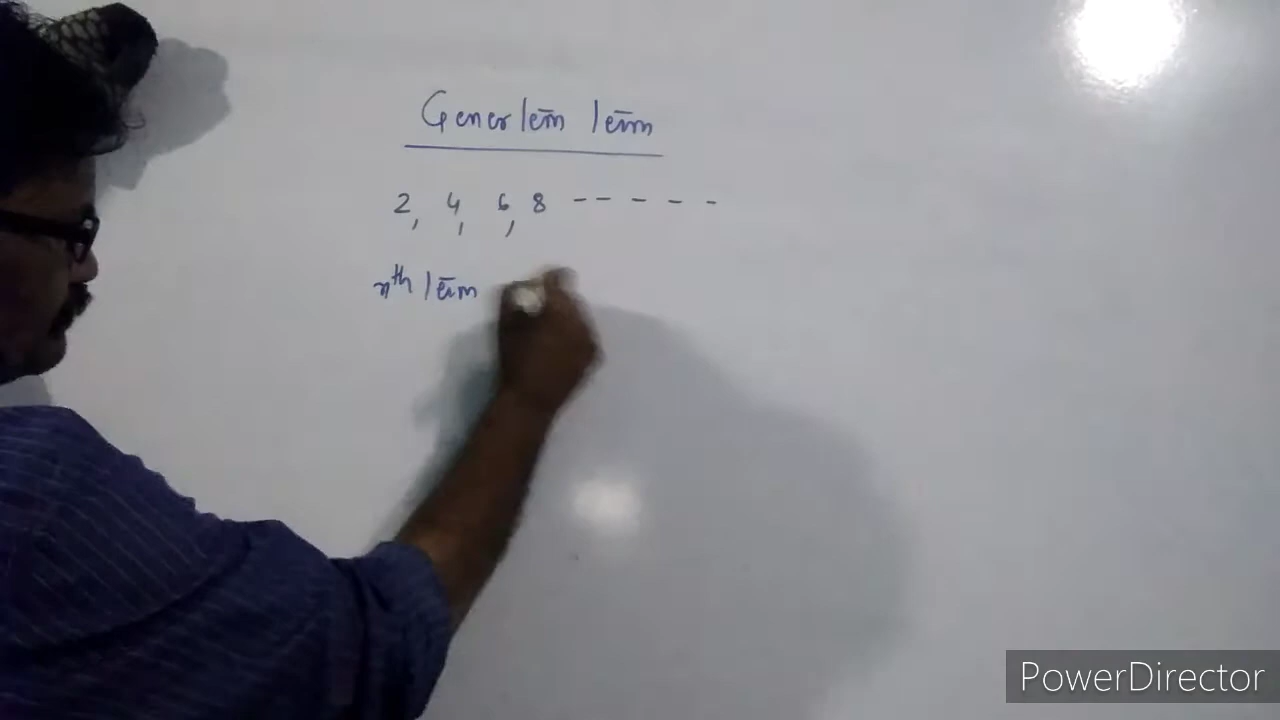 General Term
2, 4, 6, 8 -- - - -
nth Term
PowerDirector